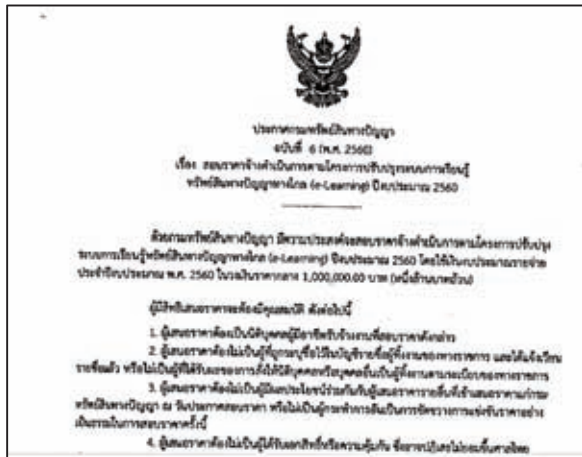 ประกาศกรมทรัพย์สินทางปัญญา
ฉบับที่ 6 (พ.ศ. 2560)
เรื่อง สอบราคาจ้างดำเนินการตามโครงการปรับปรุงระบบการเรียนรู้
ทรัพย์สินทางปัญญาทางไกล (e-Learning) ปีงบประมาณ 2560
ด้วยกรมทรัพย์สินทางปัญญา มีความประสงค์จะสอบราคาจ้างดำเนินการตามโครงการปรับปรุง
ระบบการเรียนรู้ทรัพย์สินทางปัญญาทางไกล (e-Learning) ปีงบประมาณ 2560 โดยใช้เงินงบประมาณรายจ่าย
ประจำปีงบประมาณ พ.ศ. 2560 ในวงเงินราคากลาง 1,000,000.00 บาท (หนึ่งล้านบาทถ้วน)
ผู้มีสิทธิเสนอราคาจะต้องมีคุณสมบัติ ดังต่อไปนี้
1. ผู้เสนอราคาต้องเป็นนิติบุคคลผู้มีอาชีพรับจ้างงานที่สอบราคาดังกล่าว
2. ผู้เสนอราคาต้องไม่เป็นผู้ที่ถูกระบุชื่อไว้ในบัญชีรายชื่อผู้ทิ้งงานของทางราชการ และได้แจ้งเวียน
รายชื่อแล้ว หรือไม่เป็นผู้ที่ได้รับผลของการสั่งให้นิติบุคคลหรือบุคคลอื่นเป็นผู้ทิ้งงานตามระเบียบของทางราชการ
3. ผู้เสนอราคาต้องไม่เป็นผู้มีผลประโยชน์ร่วมกันกับผู้เสนอราคารายอื่นที่เข้าเสนอราคาแก่กรม
ทรัพย์สินทางปัญญา ณ วันประกาศสอบราคา หรือไม่เป็นผู้กระทำการอันเป็นการขัดขวางการแข่งขันราคาอย่าง
เป็นธรรมในการสอบราคาครั้งนี้
4. ผู้เสนอราคาต้องไม่เป็นผู้ได้รับเอกสิทธิ์หรือความคุ้มกัน ซึ่งอาจปฏิเสธไม่ยอมขึ้นศาลไทย